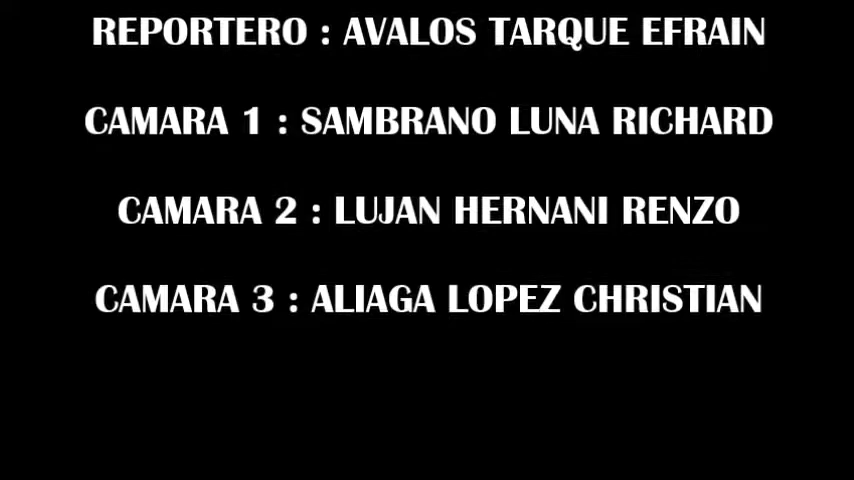 REPORTERO : AVALOS TARQUE EFRAIN
CAMARA 1 : SAMBRANO LUNA RICHARD
CAMARA 2 : LUJAN HERNANI RENZO
CAMARA 3 : ALIAGA LOPEZ CHRISTIAN